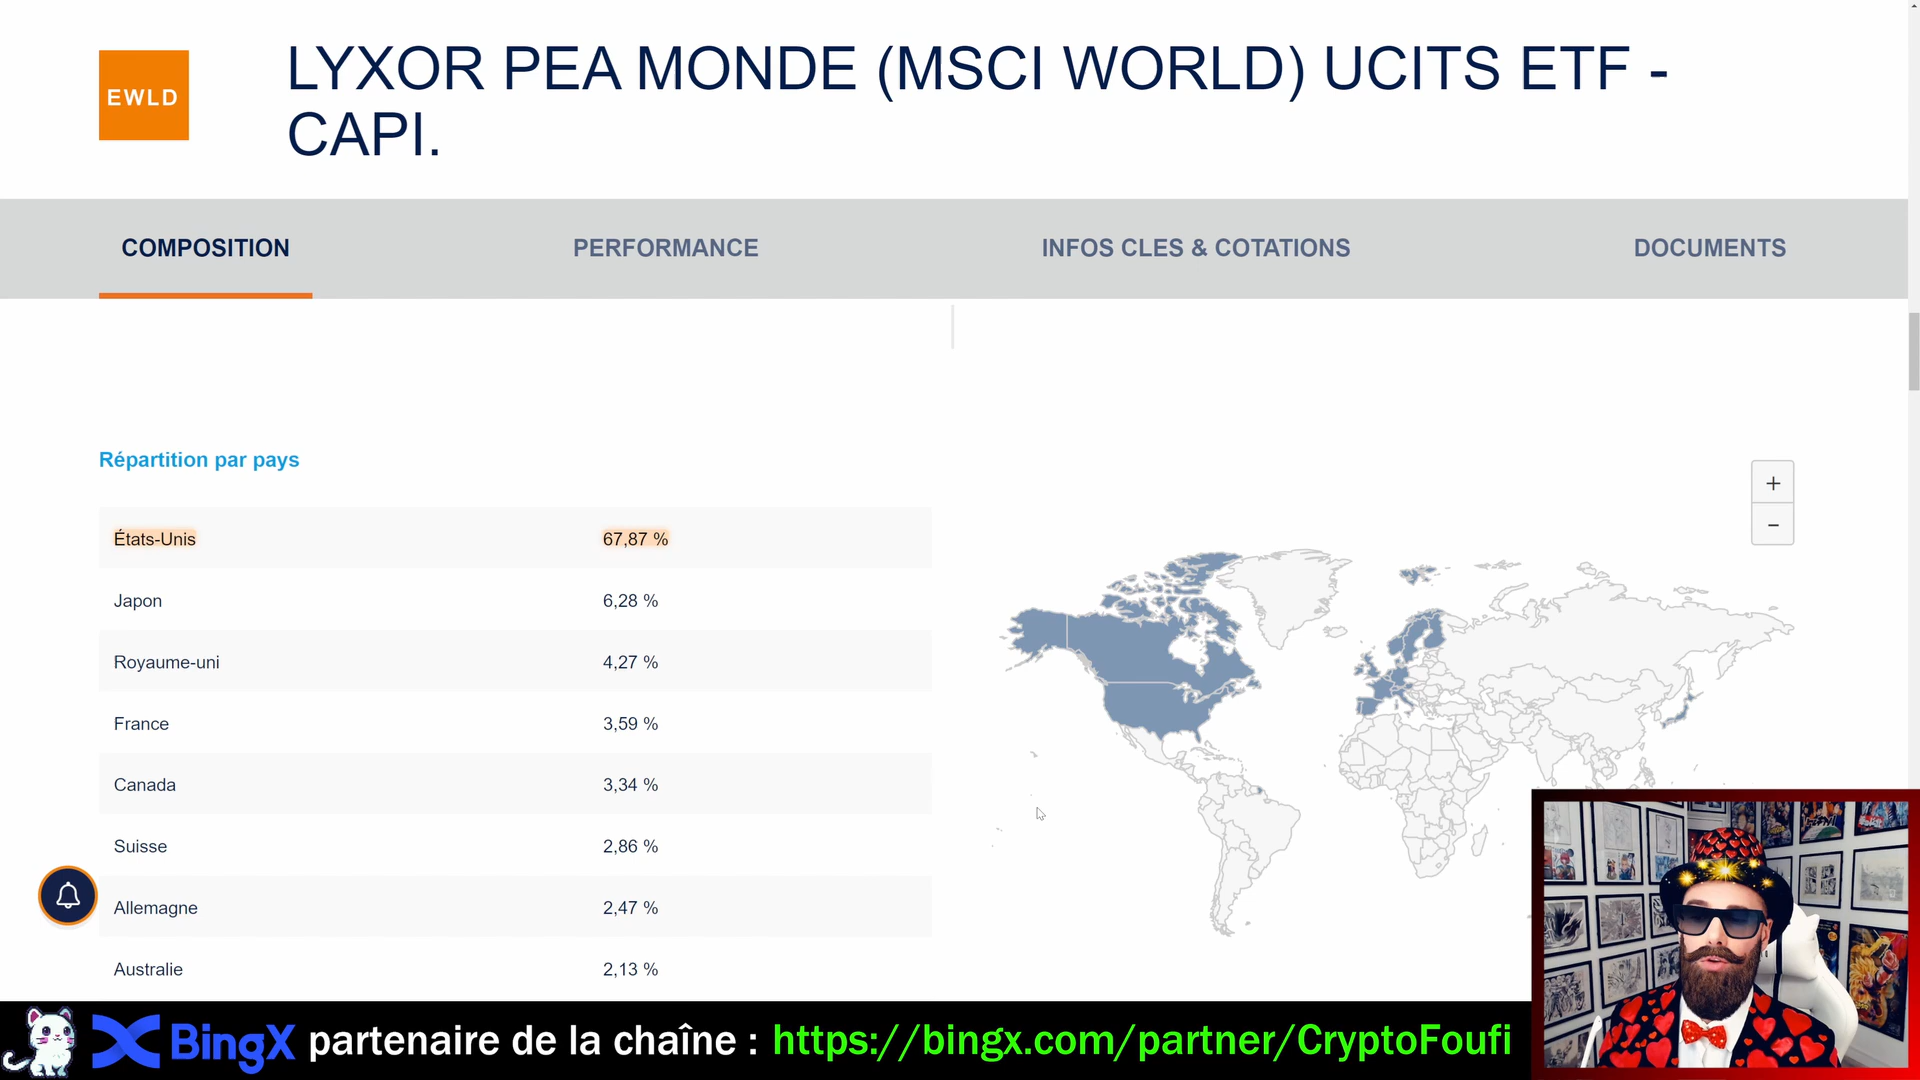 EWLD
LYXOR PEA MONDE (MSCI WORLD) UCITS ETF -
CAPI.
COMPOSITION
PERFORMANCE
INFOS CLES & COTATIONS
DOCUMENTS
Répartition par pays
+
−
États-Unis 67,87 %
Japon 6,28 %
Royaume-uni 4,27 %
France 3,59 %
Canada 3,34 %
Suisse 2,86 %
Allemagne 2,47 %
Australie 2,13 %
BingX partenaire de la chaîne : https://bingx.com/partner/CryptoFoufi